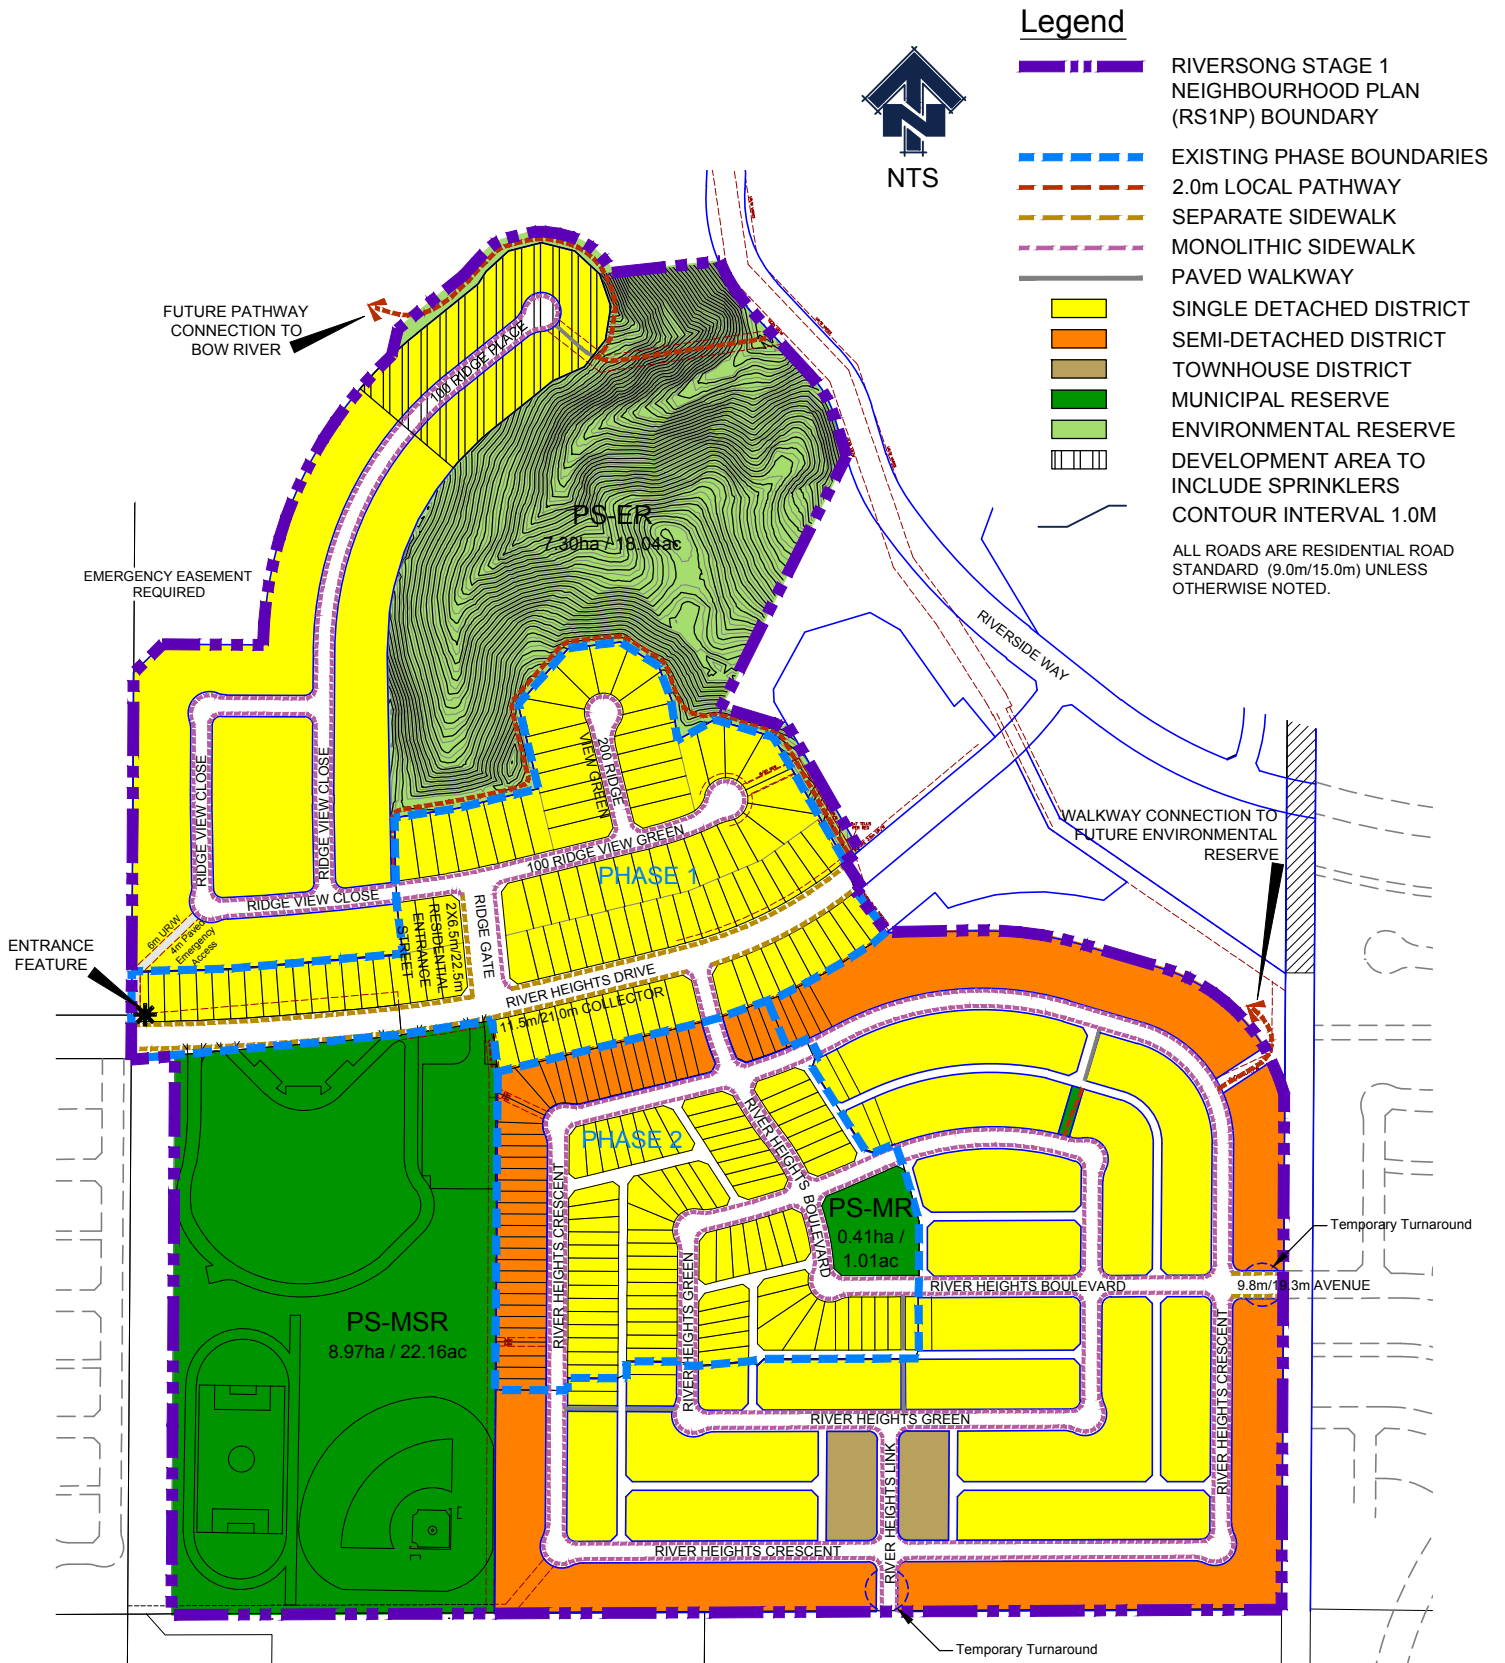 Legend
RIVERSONG STAGE 1
NEIGHBOURHOOD PLAN
(RS1NP) BOUNDARY
EXISTING PHASE BOUNDARIES
2.0m LOCAL PATHWAY
SEPARATE SIDEWALK
MONOLITHIC SIDEWALK
PAVED WALKWAY
SINGLE DETACHED DISTRICT
SEMI-DETACHED DISTRICT
TOWNHOUSE DISTRICT
MUNICIPAL RESERVE
ENVIRONMENTAL RESERVE
DEVELOPMENT AREA TO
INCLUDE SPRINKLERS
CONTOUR INTERVAL 1.0M
ALL ROADS ARE RESIDENTIAL ROAD
STANDARD (9.0m/15.0m) UNLESS
OTHERWISE NOTED.
N
NTS
FUTURE PATHWAY
CONNECTION TO
BOW RIVER
100 RIDGE PLACE
PS-ER
7.30ha / 18.04ac
EMERGENCY EASEMENT
REQUIRED
RIVERSIDE WAY
RIDGE VIEW CLOSE
RIDGE VIEW CLOSE
RIDGE VIEW CLOSE
200 RIDGE
VIEW GREEN
100 RIDGE VIEW GREEN
PHASE 1
WALKWAY CONNECTION TO
FUTURE ENVIRONMENTAL
RESERVE
6m UR/W
4m Paved
Emergency
Access
2X6.5m/22.5m
RESIDENTIAL
ENTRANCE
STREET
RIDGE GATE
ENTRANCE
FEATURE
RIVER HEIGHTS DRIVE
11.5m/21.0m COLLECTOR
PHASE 2
RIVER HEIGHTS BOULEVARD
RIVER HEIGHTS CRESCENT
PS-MR
0.41ha /
1.01ac
Temporary Turnaround
RIVER HEIGHTS GREEN
RIVER HEIGHTS BOULEVARD
9.8m/19.3m AVENUE
PS-MSR
8.97ha / 22.16ac
RIVER HEIGHTS CRESCENT
RIVER HEIGHTS GREEN
RIVER HEIGHTS LINK
RIVER HEIGHTS CRESCENT
Temporary Turnaround